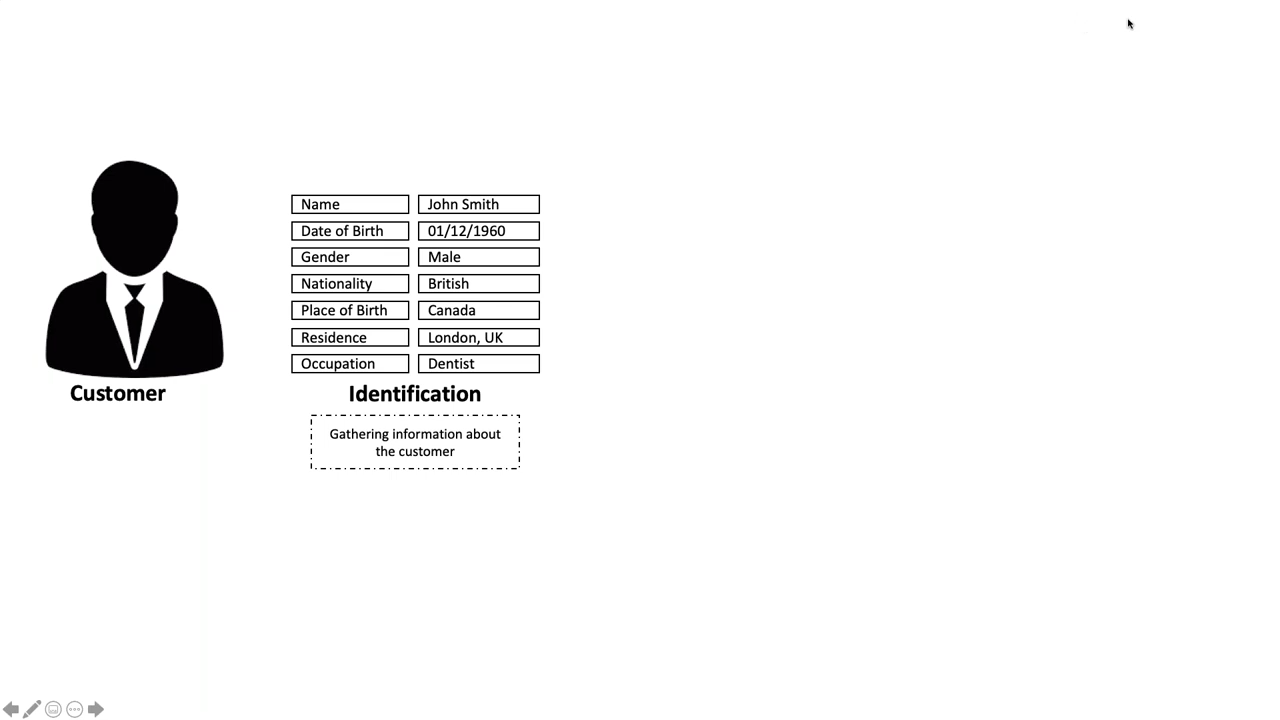 Name John Smith
Date of Birth 01/12/1960
Gender Male
Nationality British
Place of Birth Canada
Residence London, UK
Occupation Dentist
Customer
Identification
Gathering information about
the customer